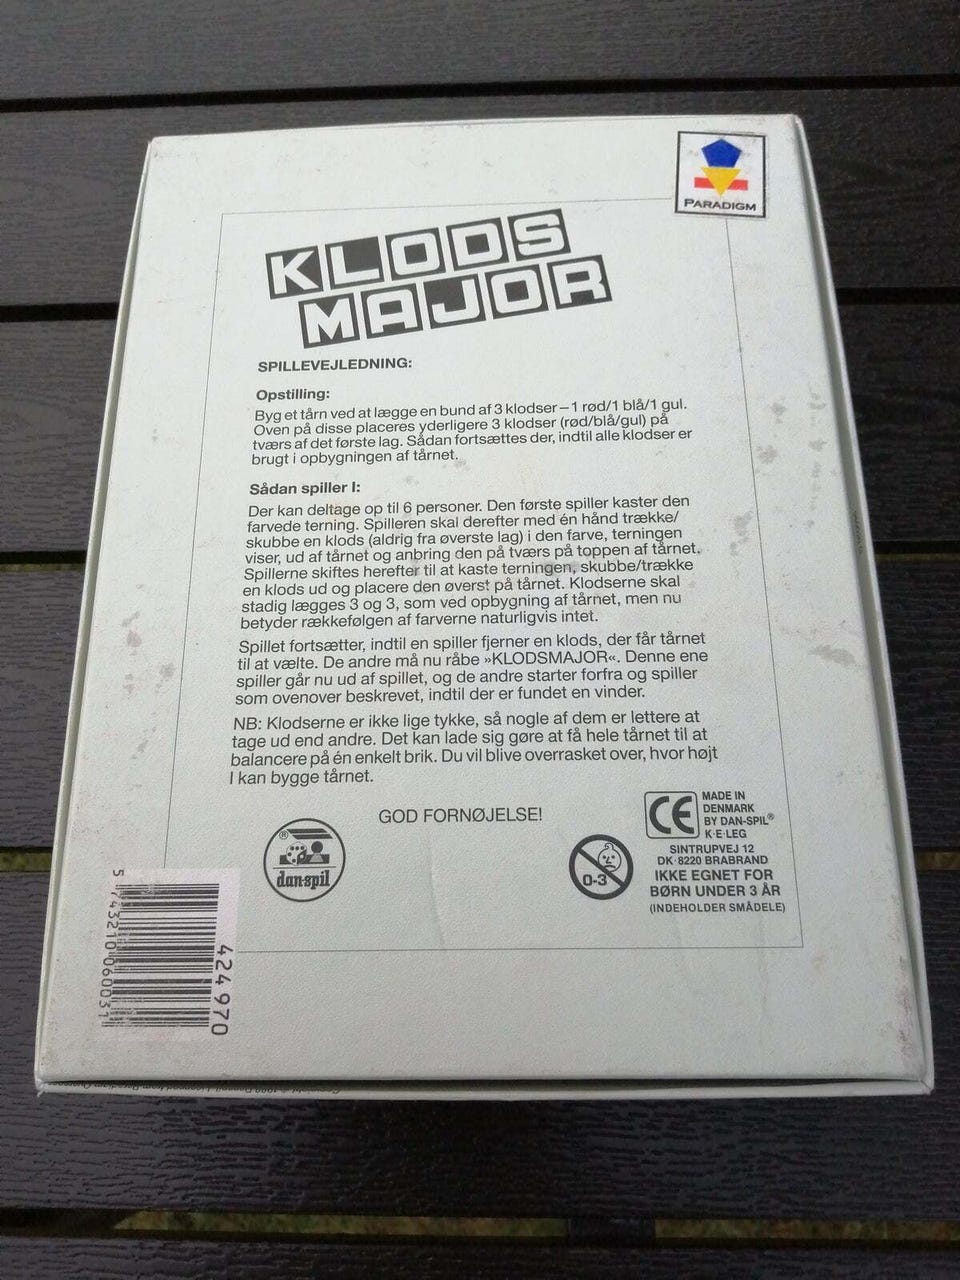 PARADIGM
KLODS
MAJOR
SPILLEVEJLEDNING:
Opstilling:
Byg et tårn ved at lægge en bund af 3 klodser – 1 rød/1 blå/1 gul.
Oven på disse placeres yderligere 3 klodser (rød/blå/gul) på
tværs af det første lag. Sådan fortsættes der, indtil alle klodser er
brugt i opbygningen af tårnet.
Sådan spiller I:
Der kan deltage op til 6 personer. Den første spiller kaster den
farvede terning. Spilleren skal derefter med én hånd trække/
skubbe en klods (aldrig fra øverste lag) i den farve, terningen
viser, ud af tårnet og anbring den på tværs på toppen af tårnet.
Spillerne skiftes herefter til at kaste terningen, skubbe/trække
en klods ud og placere den øverst på tårnet. Klodserne skal
stadig lægges 3 og 3, som ved opbygning af tårnet, men nu
betyder rækkefølgen af farverne naturligvis intet.
Spillet fortsætter, indtil en spiller fjerner en klods, der får tårnet
til at vælte. De andre må nu råbe »KLODSMAJOR«. Denne ene
spiller går nu ud af spillet, og de andre starter forfra og spiller
som ovenover beskrevet, indtil der er fundet en vinder.
NB: Klodserne er ikke lige tykke, så nogle af dem er lettere at
tage ud end andre. Det kan lade sig gøre at få hele tårnet til at
balancere på én enkelt brik. Du vil blive overrasket over, hvor højt
I kan bygge tårnet.
GOD FORNØJELSE!
®
dan-spil
0-3
CE
MADE IN
DENMARK
BY DAN-SPIL®
K·E·LEG
SINTRUPVEJ 12
DK-8220 BRABRAND
IKKE EGNET FOR
BØRN UNDER 3 ÅR
(INDEHOLDER SMÅDELE)
5 743210 060031
424970